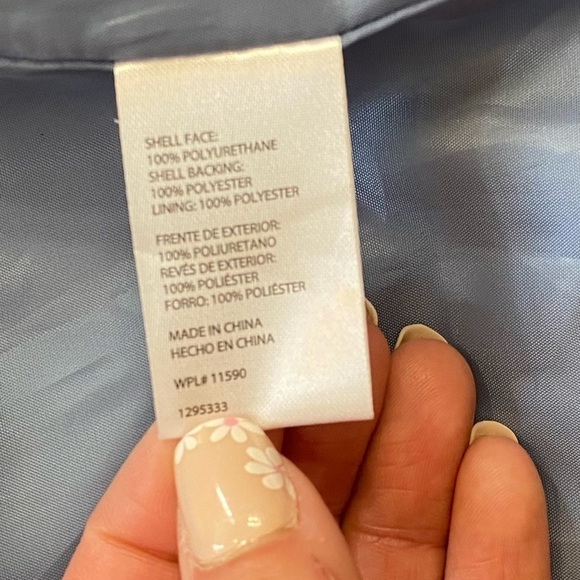 SHELL FACE:
100% POLYURETHANE
SHELL BACKING:
100% POLYESTER
LINING: 100% POLYESTER
FRENTE DE EXTERIOR:
100% POLIURETANO
REVÉS DE EXTERIOR:
100% POLIÉSTER
FORRO: 100% POLIÉSTER
MADE IN CHINA
HECHO EN CHINA
WPL# 11590
1295333